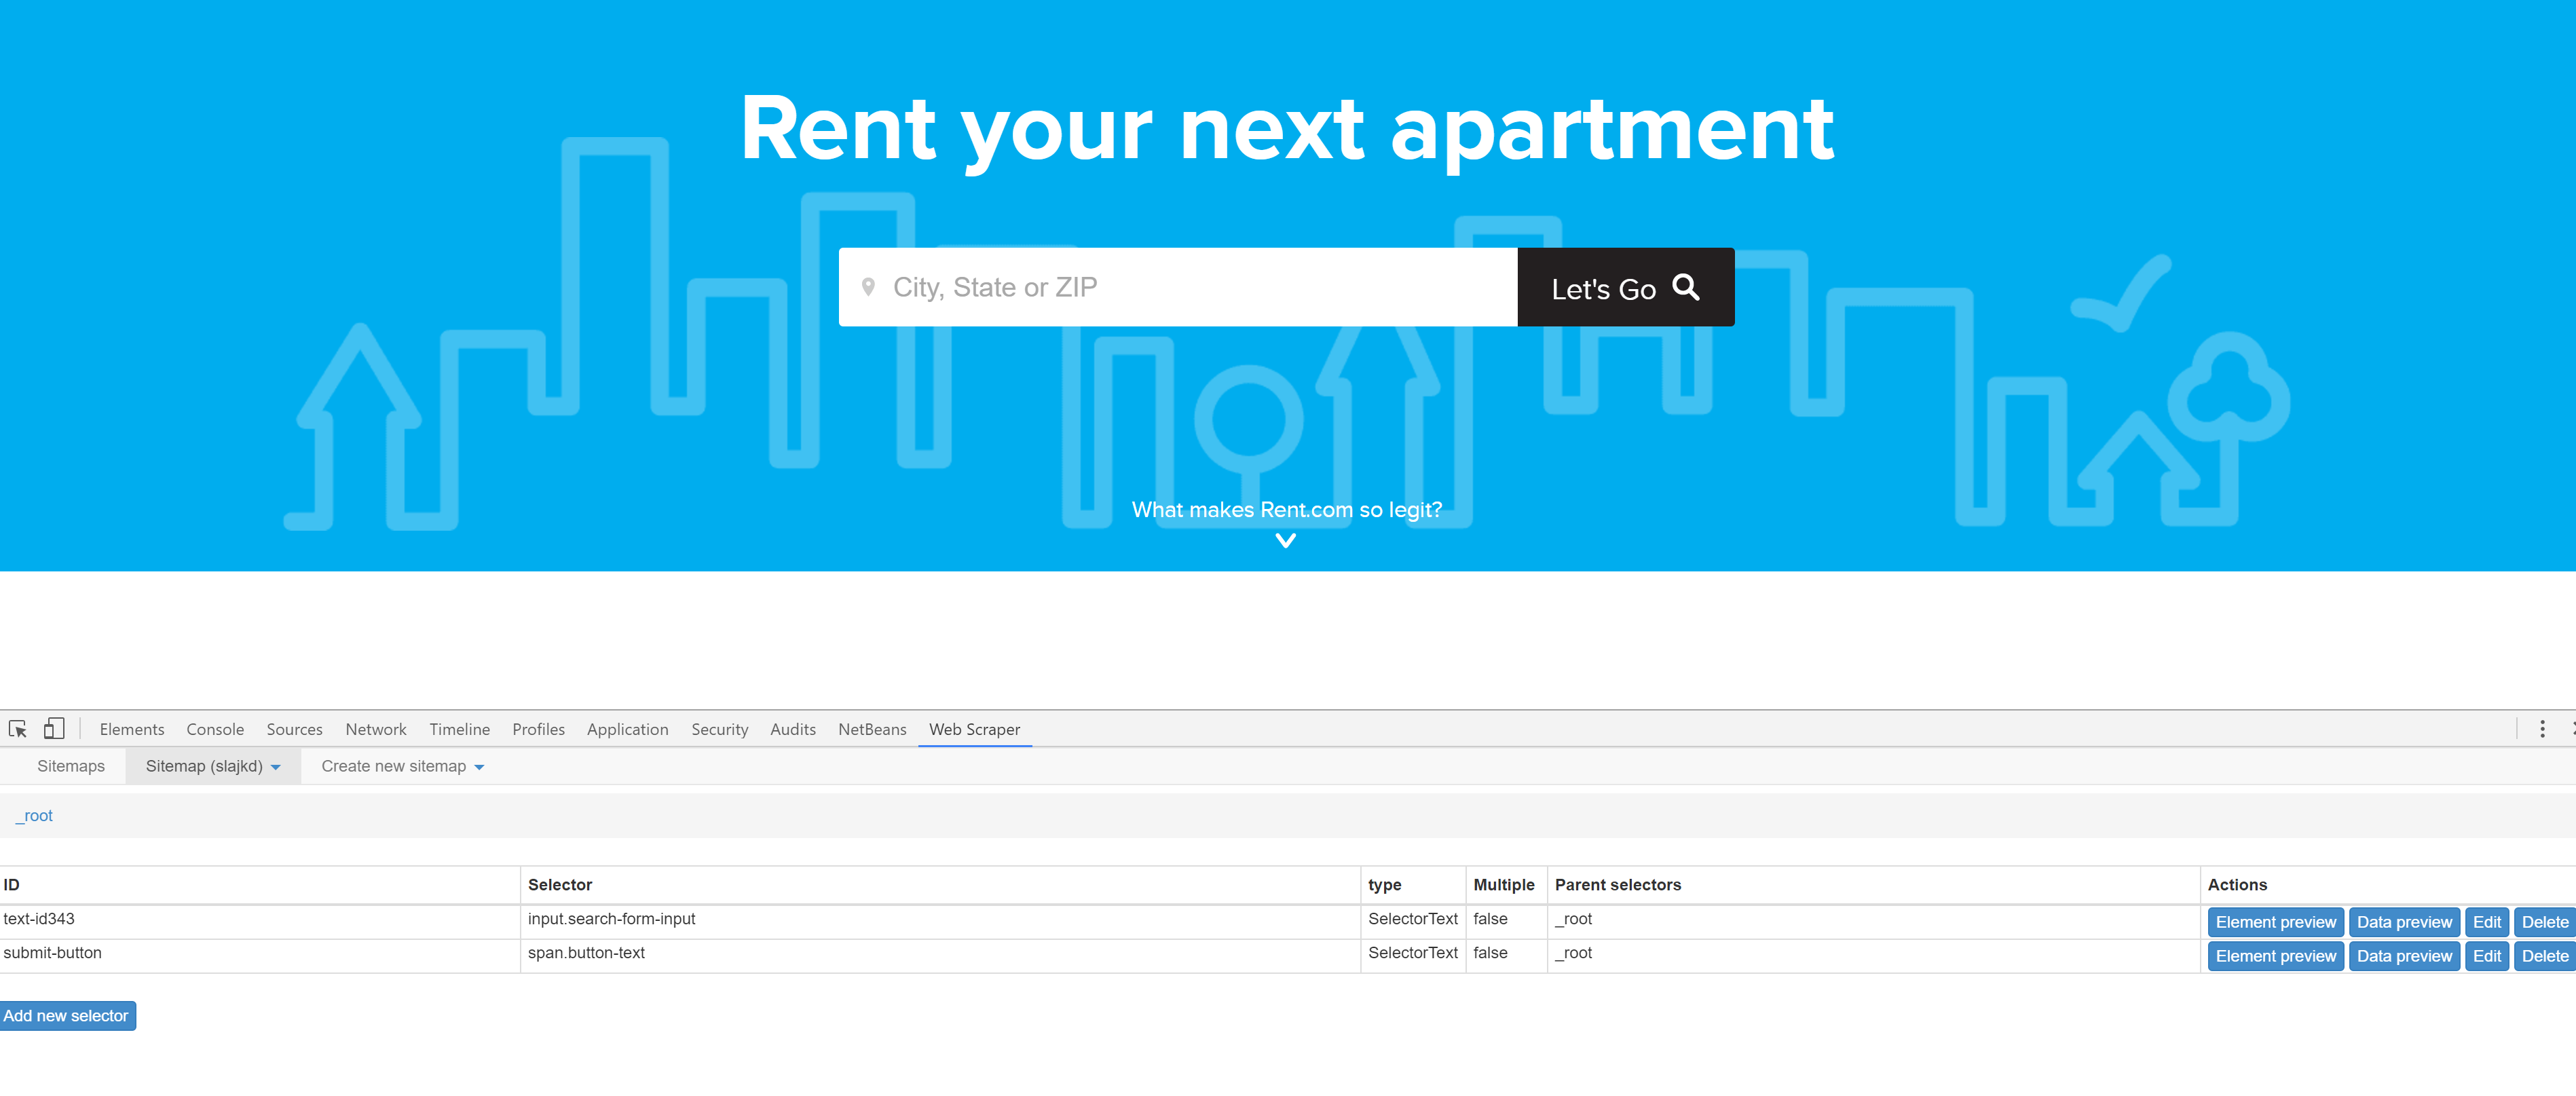 Rent your next apartment
City, State or ZIP
Let's Go
What makes Rent.com so legit?
Elements Console Sources Network Timeline Profiles Application Security Audits NetBeans Web Scraper
Sitemaps Sitemap (slajkd) Create new sitemap
_root
ID Selector type Multiple Parent selectors Actions
text-id343 input.search-form-input SelectorText false _root Element preview Data preview Edit Delete
submit-button span.button-text SelectorText false _root Element preview Data preview Edit Delete
Add new selector